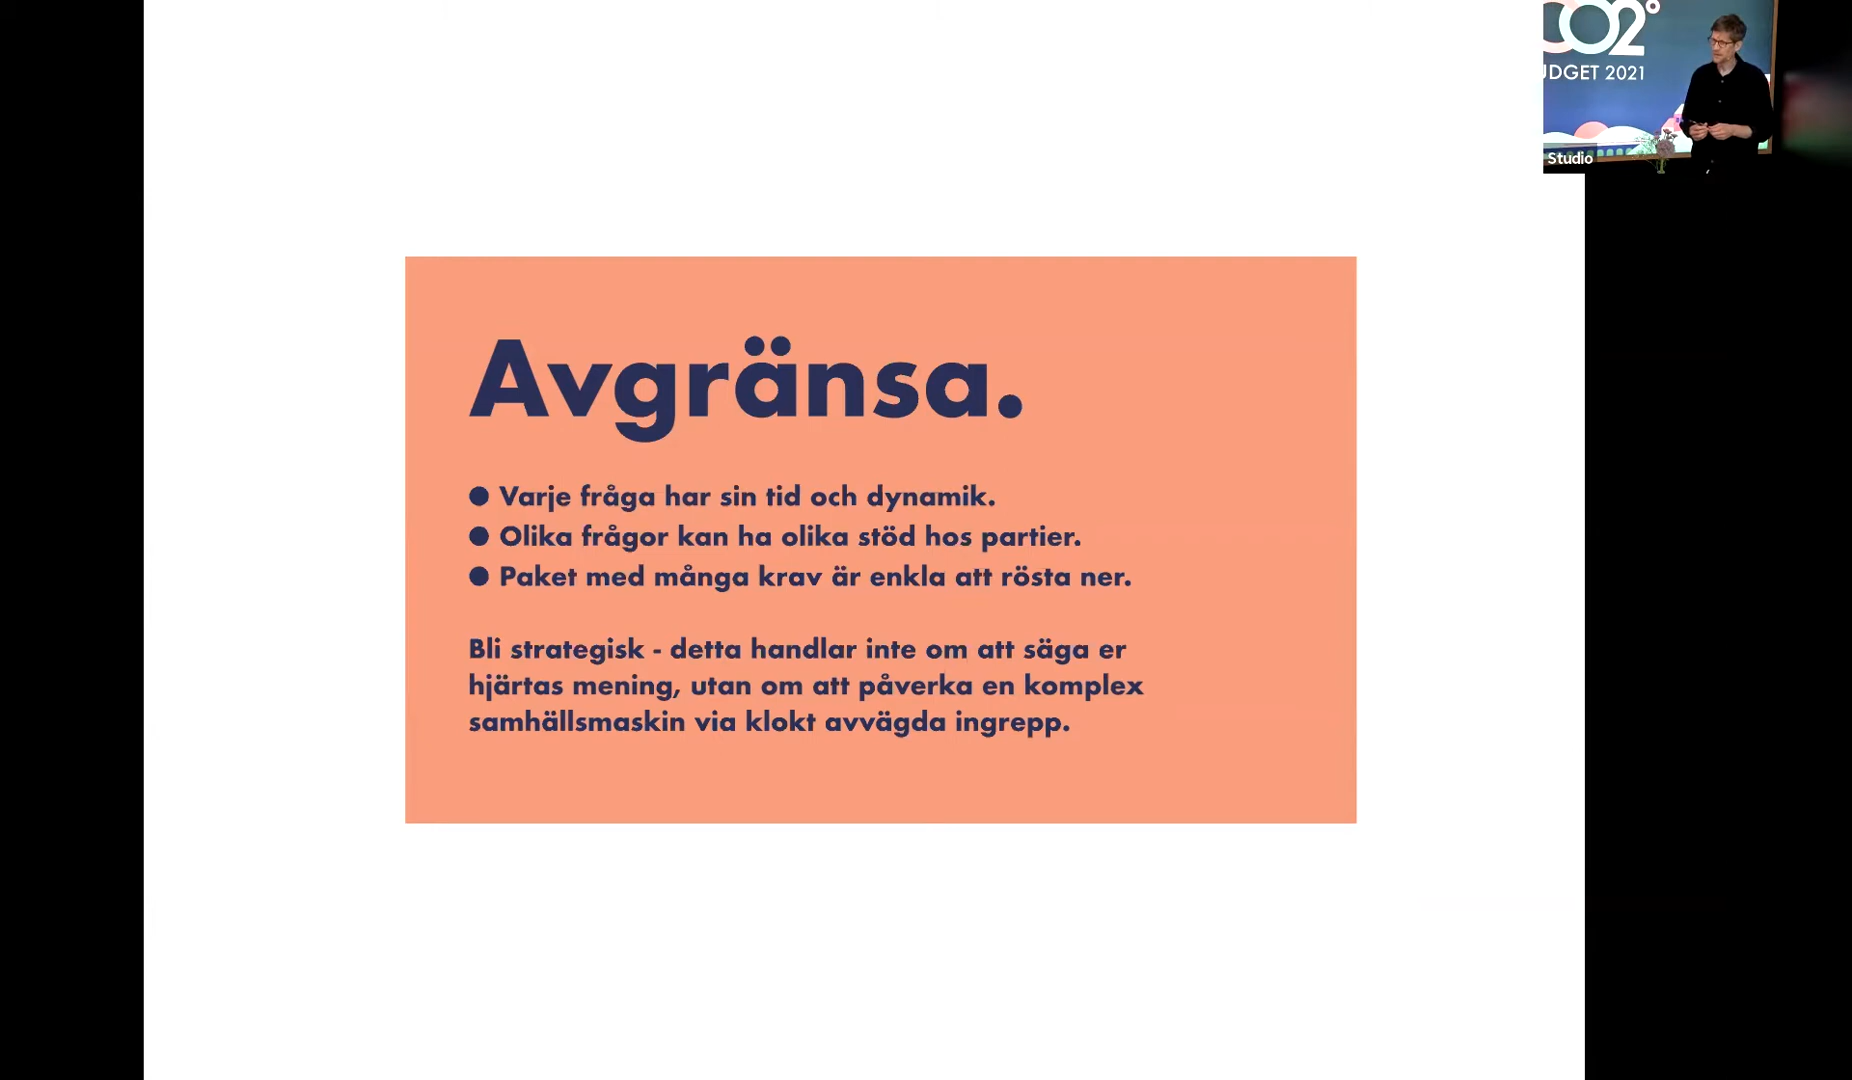 Avgränsa.
● Varje fråga har sin tid och dynamik.
● Olika frågor kan ha olika stöd hos partier.
● Paket med många krav är enkla att rösta ner.
Bli strategisk - detta handlar inte om att säga er
hjärtas mening, utan om att påverka en komplex
samhällsmaskin via klokt avvägda ingrepp.
CO2°
UDGET 2021
Studio